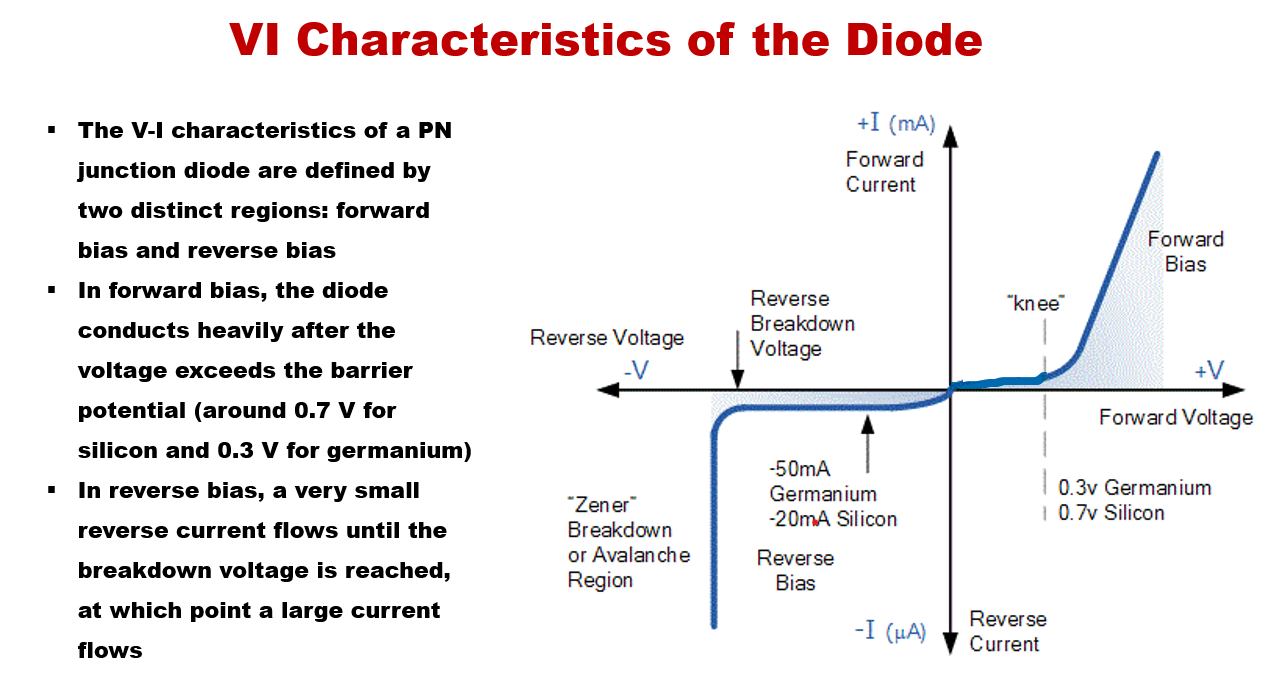 VI Characteristics of the Diode
▪ The V-I characteristics of a PN
junction diode are defined by
two distinct regions: forward
bias and reverse bias
▪ In forward bias, the diode
conducts heavily after the
voltage exceeds the barrier
potential (around 0.7 V for
silicon and 0.3 V for germanium)
▪ In reverse bias, a very small
reverse current flows until the
breakdown voltage is reached,
at which point a large current
flows
+I (mA)
Forward
Current
Forward
Bias
"knee"
Reverse
Breakdown
Voltage
Reverse Voltage
-V
+V
Forward Voltage
-50mA
Germanium
-20mA Silicon
0.3v Germanium
0.7v Silicon
"Zener"
Breakdown
or Avalanche
Region
Reverse
Bias
-I (μA)
Reverse
Current